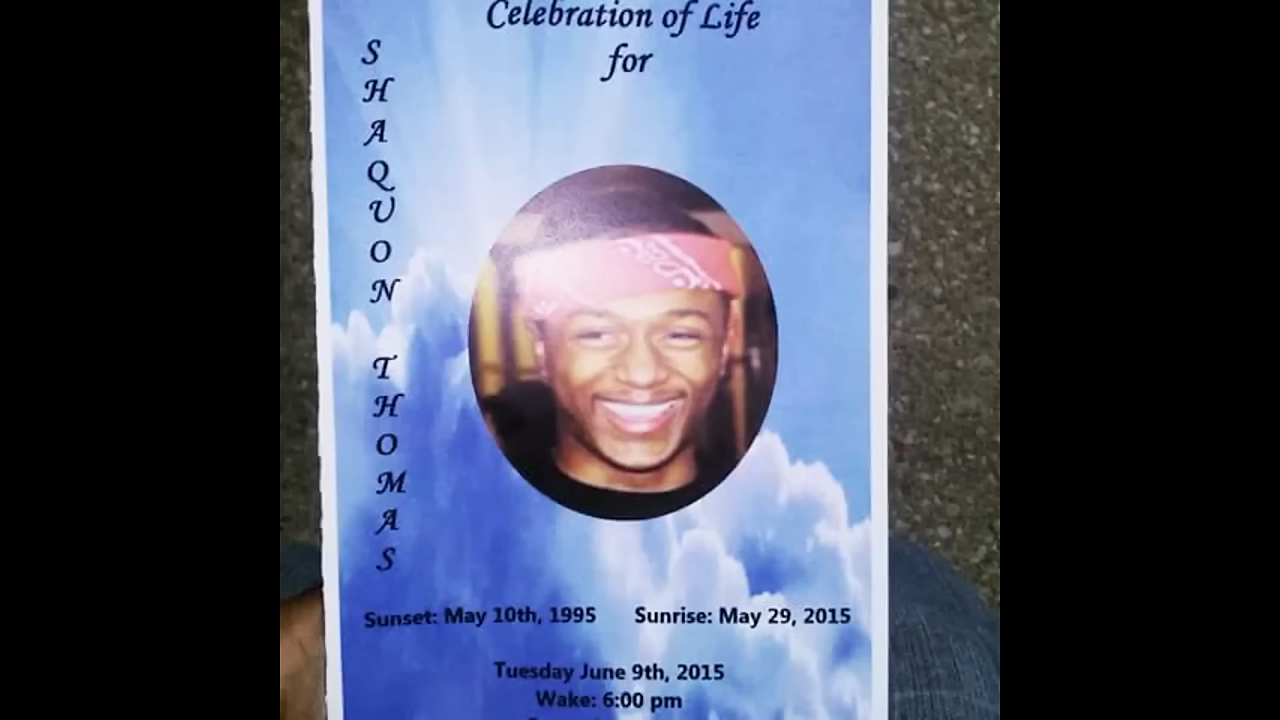 Celebration of Life
for
SHAQUON THOMAS
Sunset: May 10th, 1995 Sunrise: May 29, 2015
Tuesday June 9th, 2015
Wake: 6:00 pm